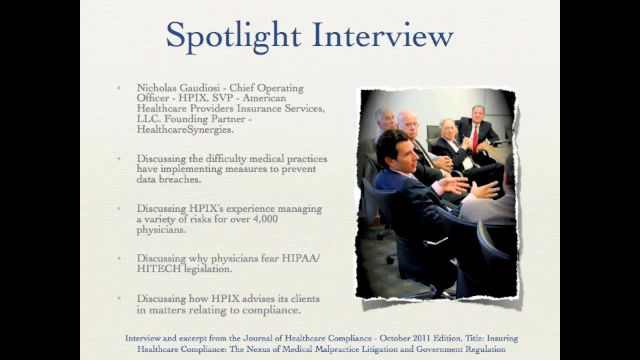 Spotlight Interview
• Nicholas Gaudiosi - Chief Operating
Officer - HPIX. SVP - American
Healthcare Providers Insurance Services,
LLC. Founding Partner -
HealthcareSynergies.
• Discussing the difficulty medical practices
have implementing measures to prevent
data breaches.
• Discussing HPIX's experience managing
a variety of risks for over 4,000
physicians.
• Discussing why physicians fear HIPAA/
HITECH legislation.
• Discussing how HPIX advises its clients
in matters relating to compliance.
Interview and excerpt from the Journal of Healthcare Compliance - October 2011 Edition. Title: Insuring
Healthcare Compliance: The Nexus of Medical Malpractice Litigation and Government Regulation